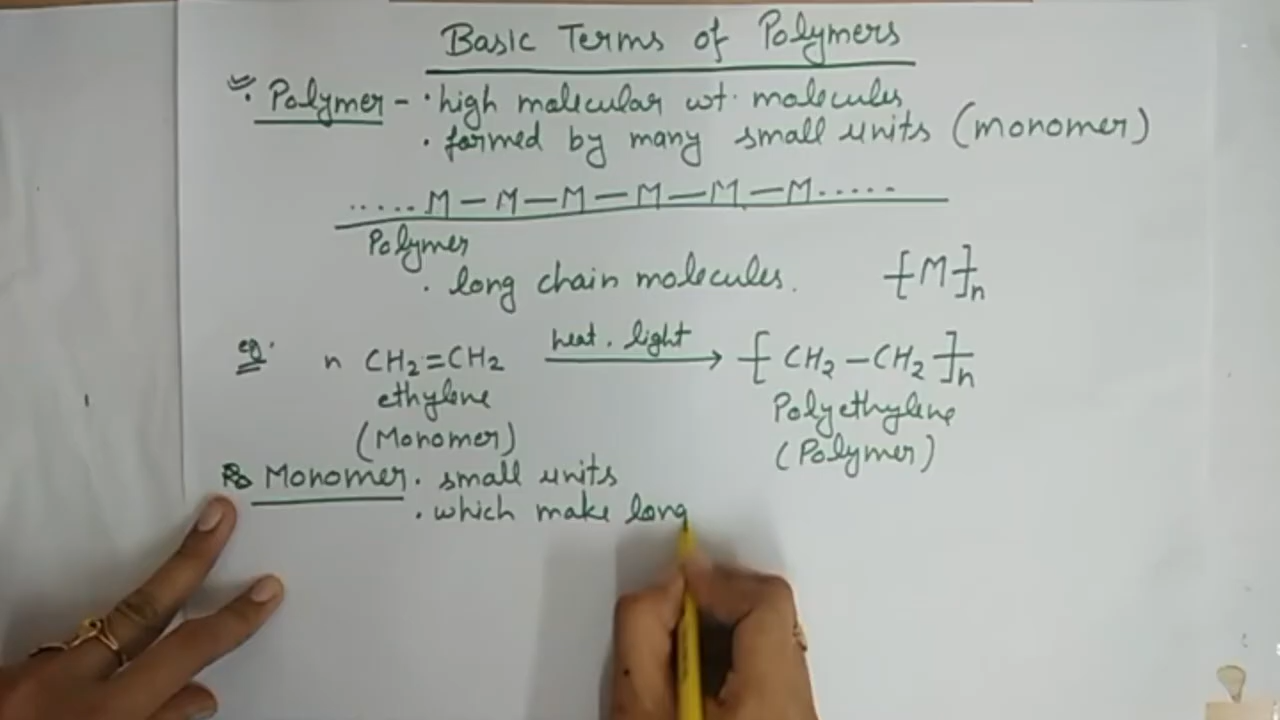 Basic Terms of Polymers
Polymer - • high molecular wt. molecules
• formed by many small units (monomer)
..... M – M – M – M – M – M .....
Polymer
• long chain molecules. [M]n
eg. n CH2=CH2 heat, light → [CH2–CH2]n
ethylene Polyethylene
(Monomer) (Polymer)
Monomer • small units
• which make long